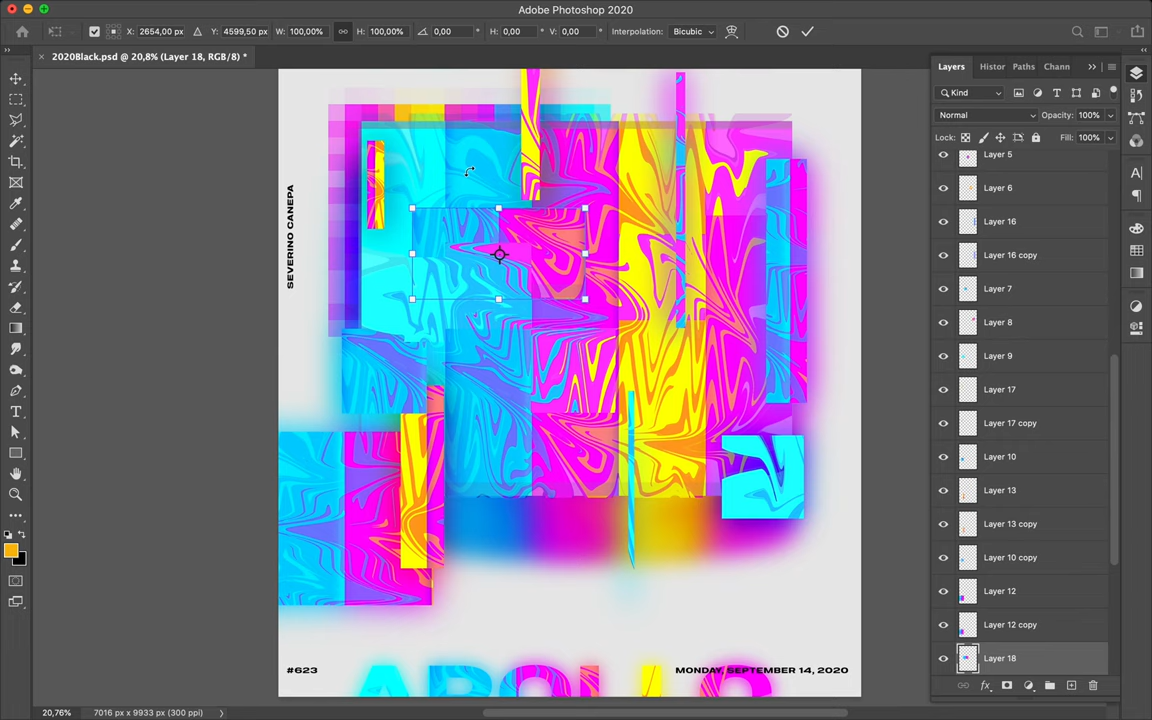 Adobe Photoshop 2020
X: 2654,00 px Y: 4599,50 px W: 100,00% H: 100,00% 0,00 ° H: 0,00 ° V: 0,00 ° Interpolation: Bicubic
2020Black.psd @ 20,8% (Layer 18, RGB/8) *
Layers Histor Paths Chann
Kind
Normal Opacity: 100%
Lock: Fill: 100%
Layer 5
Layer 6
Layer 16
Layer 16 copy
Layer 7
Layer 8
Layer 9
Layer 17
Layer 17 copy
Layer 10
Layer 13
Layer 13 copy
Layer 10 copy
Layer 12
Layer 12 copy
Layer 18
SEVERINO CANEPA
#623 MONDAY, SEPTEMBER 14, 2020
APOLLO
20,76% 7016 px x 9933 px (300 ppi)